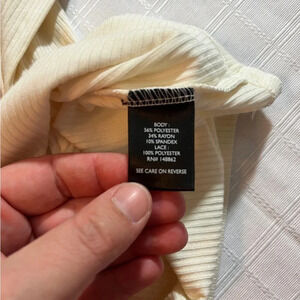 BODY :
56% POLYESTER
34% RAYON
10% SPANDEX
LACE :
100% POLYESTER
RN# 148862
SEE CARE ON REVERSE